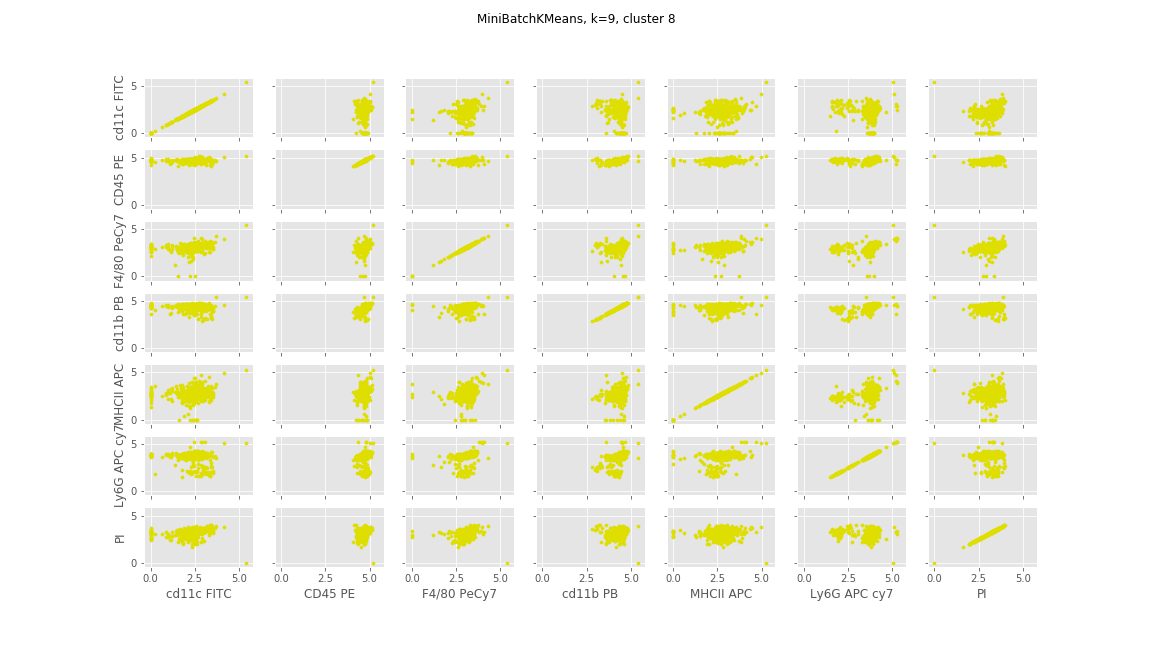 MiniBatchKMeans, k=9, cluster 8
cd11c FITC
5
0
CD45 PE
5
0
F4/80 PeCy7
5
0
cd11b PB
5
0
MHCII APC
5
0
Ly6G APC cy7
5
0
PI
5
0
0.0 2.5 5.0 0.0 2.5 5.0 0.0 2.5 5.0 0.0 2.5 5.0 0.0 2.5 5.0 0.0 2.5 5.0 0.0 2.5 5.0
cd11c FITC CD45 PE F4/80 PeCy7 cd11b PB MHCII APC Ly6G APC cy7 PI